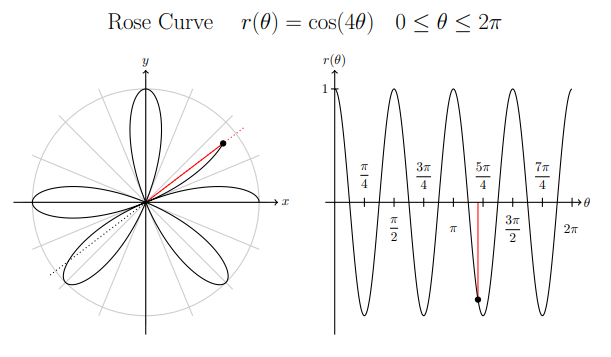 Rose Curve r(θ) = cos(4θ) 0 ≤ θ ≤ 2π
y
x
r(θ)
1
π/4
3π/4
5π/4
7π/4
θ
π/2
π
3π/2
2π